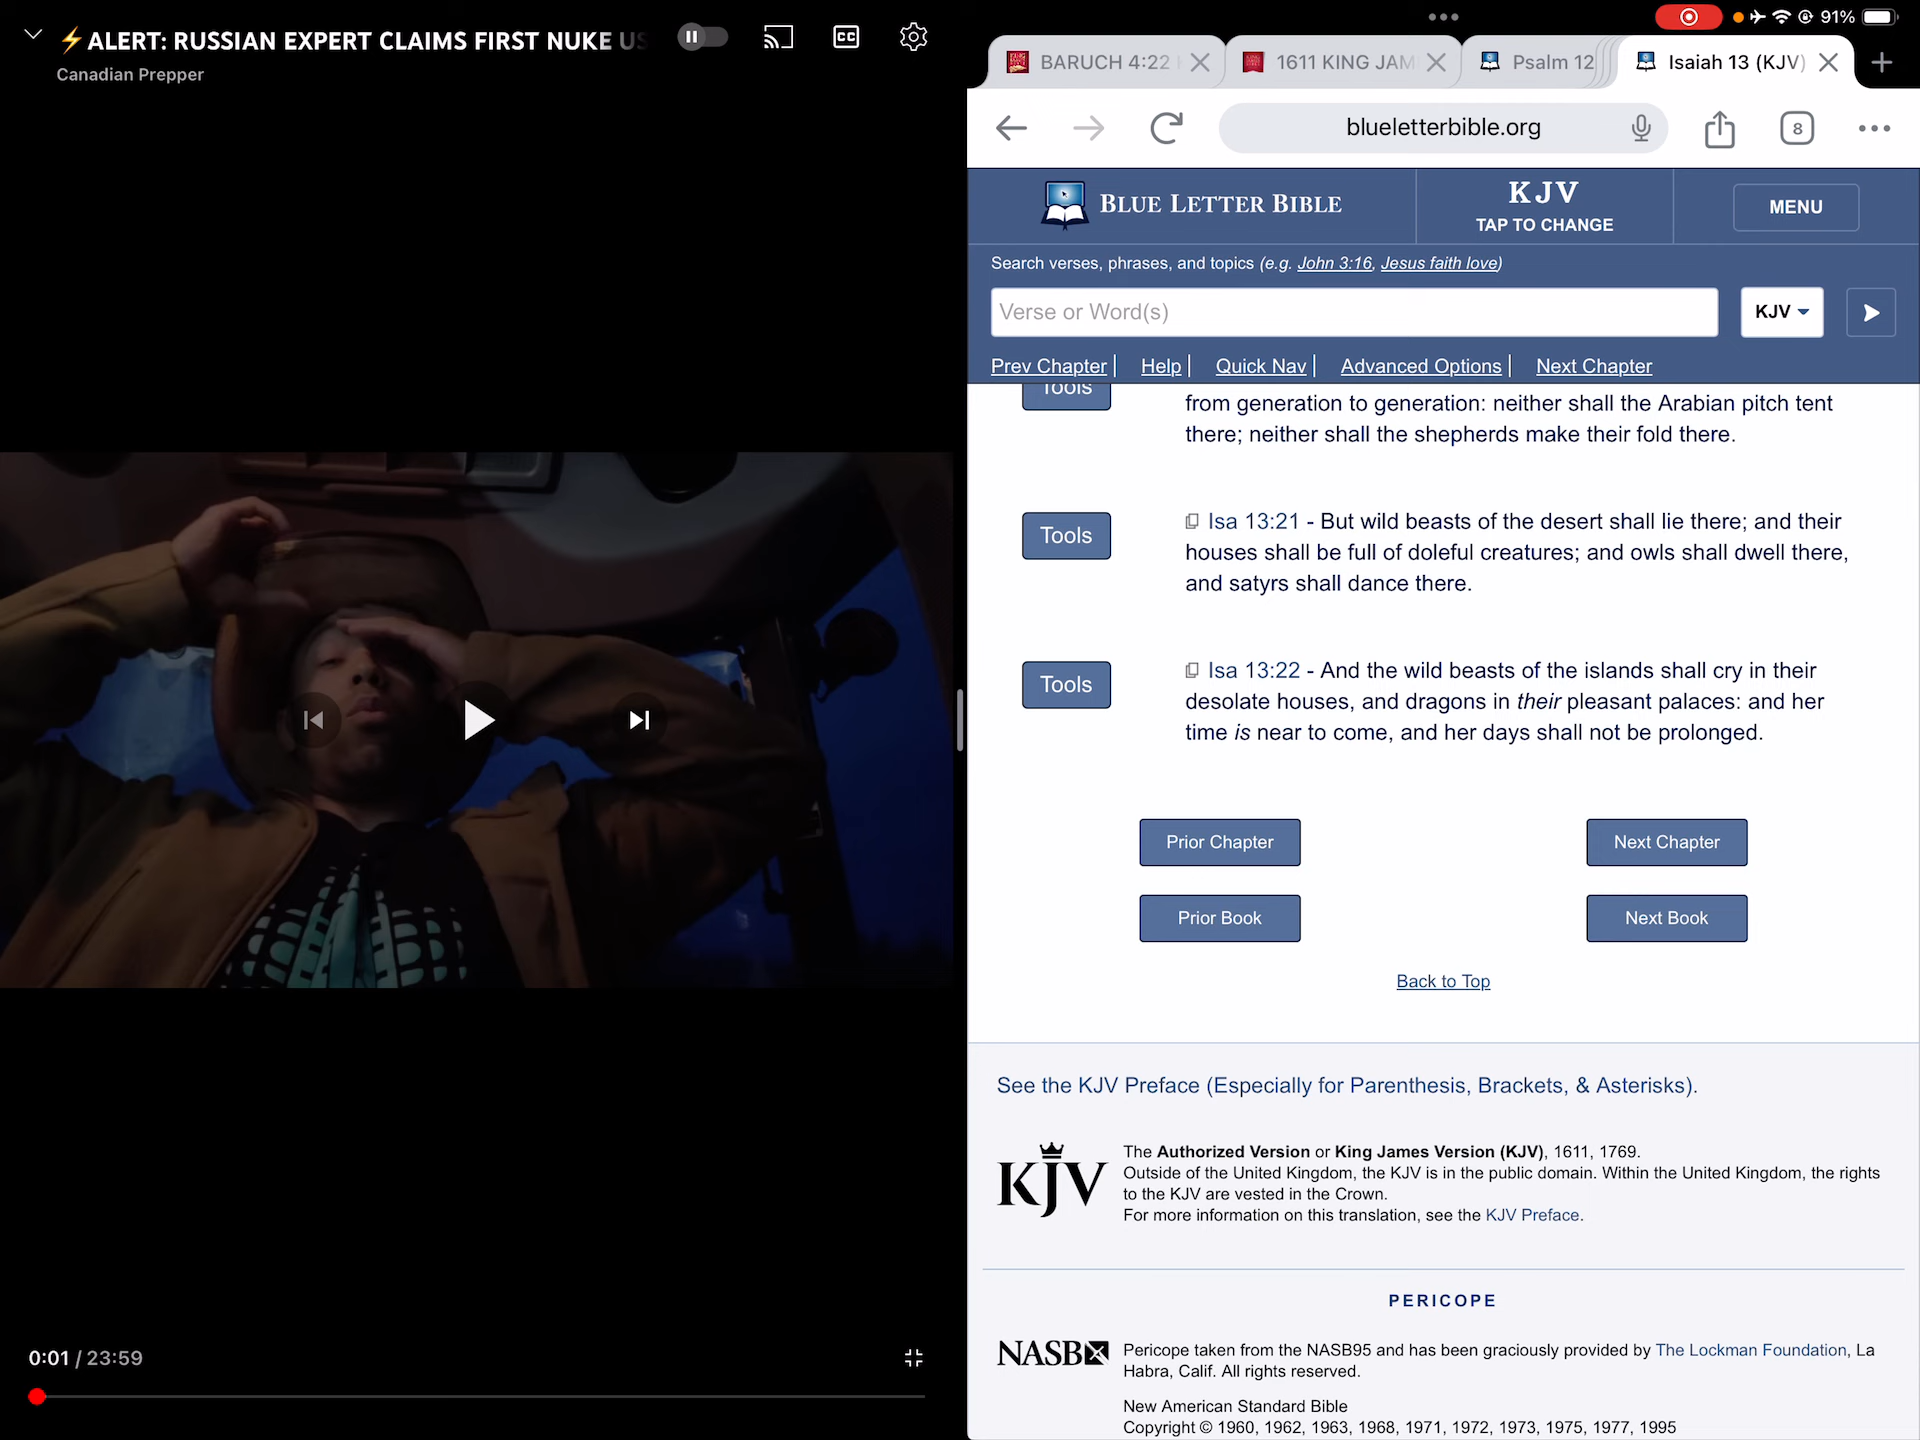 ⚡ALERT: RUSSIAN EXPERT CLAIMS FIRST NUKE US
Canadian Prepper
CC
0:01 / 23:59
91%
BARUCH 4:22
1611 KING JAM
Psalm 12
Isaiah 13 (KJV)
blueletterbible.org
8
BLUE LETTER BIBLE
KJV
TAP TO CHANGE
MENU
Search verses, phrases, and topics (e.g. John 3:16, Jesus faith love)
Verse or Word(s)
KJV
Prev Chapter | Help | Quick Nav | Advanced Options | Next Chapter
Tools
from generation to generation: neither shall the Arabian pitch tent
there; neither shall the shepherds make their fold there.
Tools
Isa 13:21 - But wild beasts of the desert shall lie there; and their
houses shall be full of doleful creatures; and owls shall dwell there,
and satyrs shall dance there.
Tools
Isa 13:22 - And the wild beasts of the islands shall cry in their
desolate houses, and dragons in their pleasant palaces: and her
time is near to come, and her days shall not be prolonged.
Prior Chapter
Next Chapter
Prior Book
Next Book
Back to Top
See the KJV Preface (Especially for Parenthesis, Brackets, & Asterisks).
KJV
The Authorized Version or King James Version (KJV), 1611, 1769.
Outside of the United Kingdom, the KJV is in the public domain. Within the United Kingdom, the rights
to the KJV are vested in the Crown.
For more information on this translation, see the KJV Preface.
PERICOPE
NASB
Pericope taken from the NASB95 and has been graciously provided by The Lockman Foundation, La
Habra, Calif. All rights reserved.
New American Standard Bible
Copyright © 1960, 1962, 1963, 1968, 1971, 1972, 1973, 1975, 1977, 1995